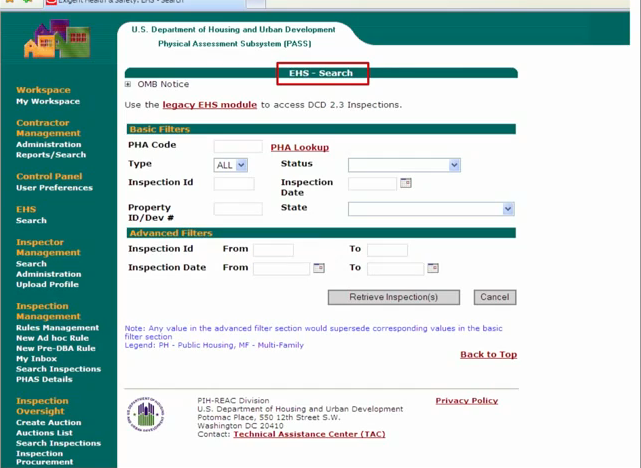 Exigent Health & Safety: EHS - Search
U.S. Department of Housing and Urban Development
Physical Assessment Subsystem (PASS)
EHS - Search
OMB Notice
Use the legacy EHS module to access DCD 2.3 Inspections.
Workspace
My Workspace
Contractor
Management
Administration
Reports/Search
Control Panel
User Preferences
EHS
Search
Inspector
Management
Search
Administration
Upload Profile
Inspection
Management
Rules Management
New Ad hoc Rule
New Pre-DBA Rule
My Inbox
Search Inspections
PHAS Details
Inspection
Oversight
Create Auction
Auctions List
Search Inspections
Inspection
Procurement
Basic Filters
PHA Code PHA Lookup
Type ALL Status
Inspection Id Inspection
Date
Property
ID/Dev # State
Advanced Filters
Inspection Id From To
Inspection Date From To
Retrieve Inspection(s) Cancel
Note: Any value in the advanced filter section would supersede corresponding values in the basic
filter section
Legend: PH - Public Housing, MF - Multi-Family
Back to Top
PIH-REAC Division
U.S. Department of Housing and Urban Development
Potomac Place, 550 12th Street S.W.
Washington DC 20410
Contact: Technical Assistance Center (TAC)
Privacy Policy